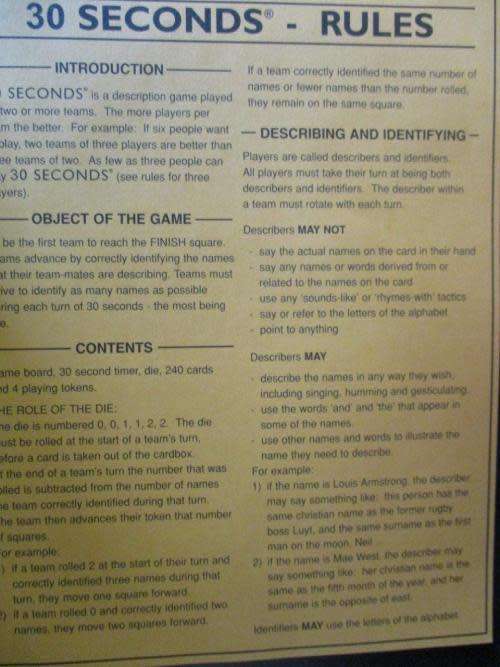 30 SECONDS® - RULES
INTRODUCTION
SECONDS® is a description game played
two or more teams. The more players per
the better. For example: If six people want
play, two teams of three players are better than
teams of two. As few as three people can
30 SECONDS® (see rules for three
OBJECT OF THE GAME
be the first team to reach the FINISH square.
advance by correctly identifying the names
their team-mates are describing. Teams must
to identify as many names as possible
each turn of 30 seconds - the most being
CONTENTS
board, 30 second timer, die, 240 cards
4 playing tokens.
ROLE OF THE DIE:
die is numbered 0, 0, 1, 1, 2, 2. The die
be rolled at the start of a team's turn,
a card is taken out of the cardbox.
the end of a team's turn the number that was
is subtracted from the number of names
team correctly identified during that turn.
team then advances their token that number
squares.
example:
if a team rolled 2 at the start of their turn and
correctly identified three names during that
turn, they move one square forward.
if a team rolled 0 and correctly identified two
names, they move two squares forward.
If a team correctly identified the same number of
names or fewer names than the number rolled,
they remain on the same square.
DESCRIBING AND IDENTIFYING
Players are called describers and identifiers.
All players must take their turn at being both
describers and identifiers. The describer within
a team must rotate with each turn.
Describers MAY NOT
- say the actual names on the card in their hand
- say any names or words derived from or
related to the names on the card
- use any 'sounds-like' or 'rhymes with' tactics
- say or refer to the letters of the alphabet
- point to anything
Describers MAY
- describe the names in any way they wish,
including singing, humming and gesticulating.
- use the words 'and' and 'the' that appear in
some of the names.
- use other names and words to illustrate the
name they need to describe.
For example:
1) if the name is Louis Armstrong, the describer
may say something like: this person has the
same christian name as the former rugby
boss Luyt, and the same surname as the first
man on the moon, Neil
2) if the name is Mae West, the describer may
say something like: her christian name is the
same as the fifth month of the year, and her
surname is the opposite of east.
Identifiers MAY use the letters of the alphabet